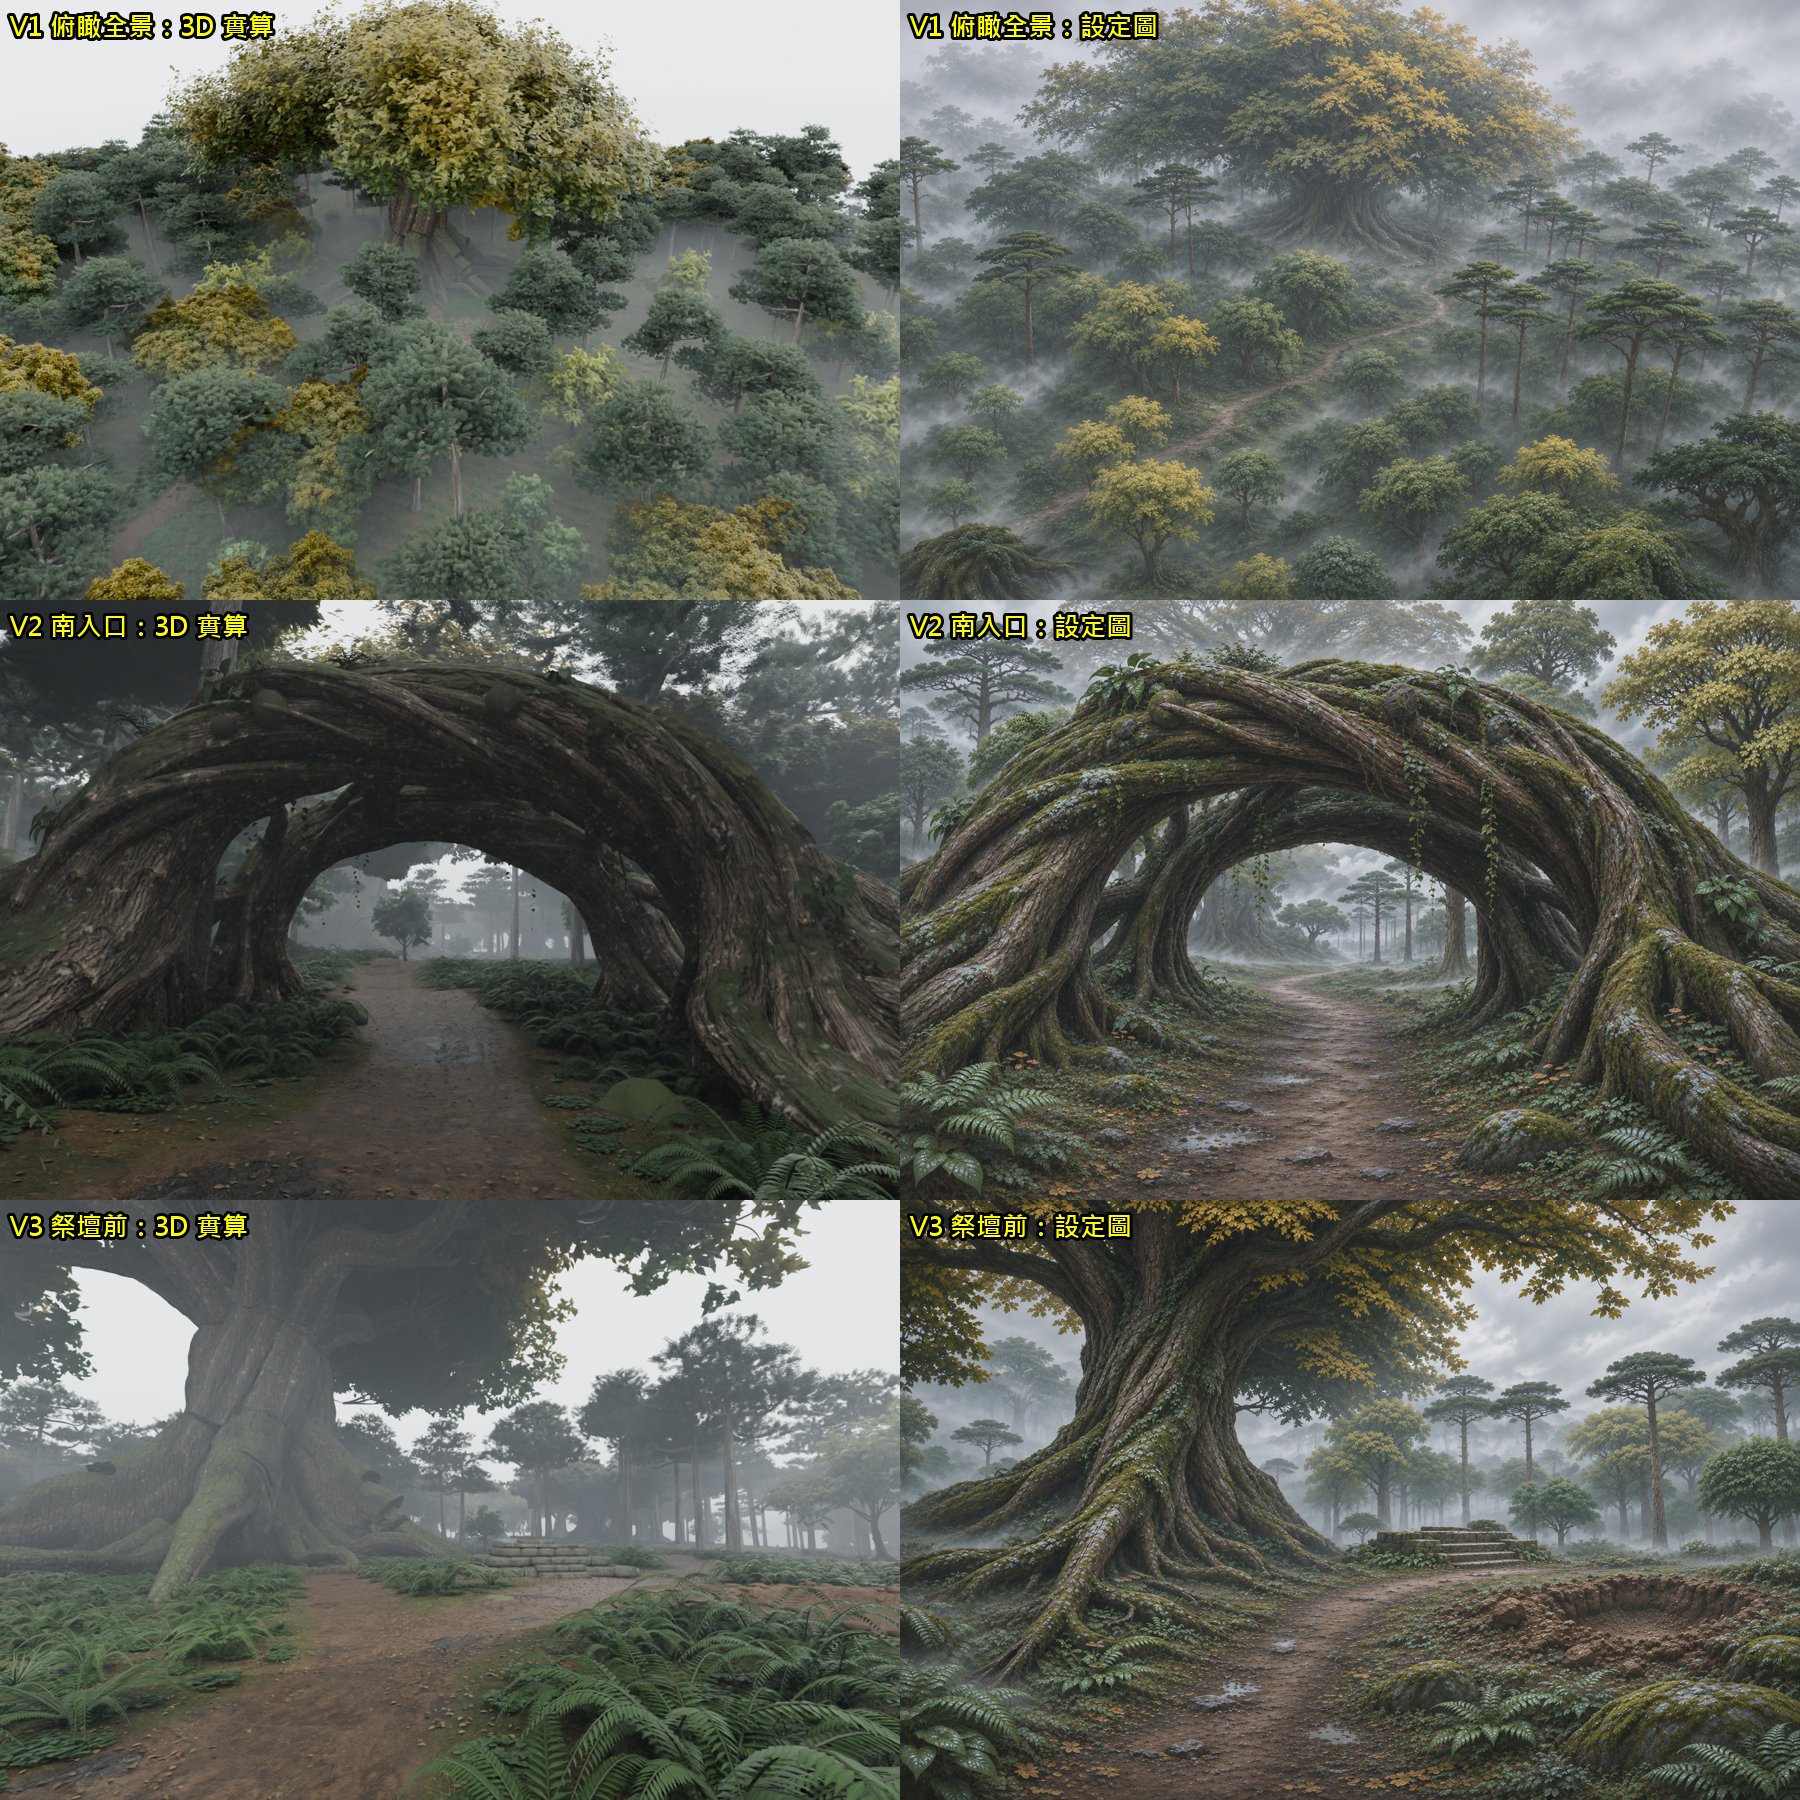 V1 俯瞰全景：3D 實算
V1 俯瞰全景：設定圖
V2 南入口：3D 實算
V2 南入口：設定圖
V3 祭壇前：3D 實算
V3 祭壇前：設定圖